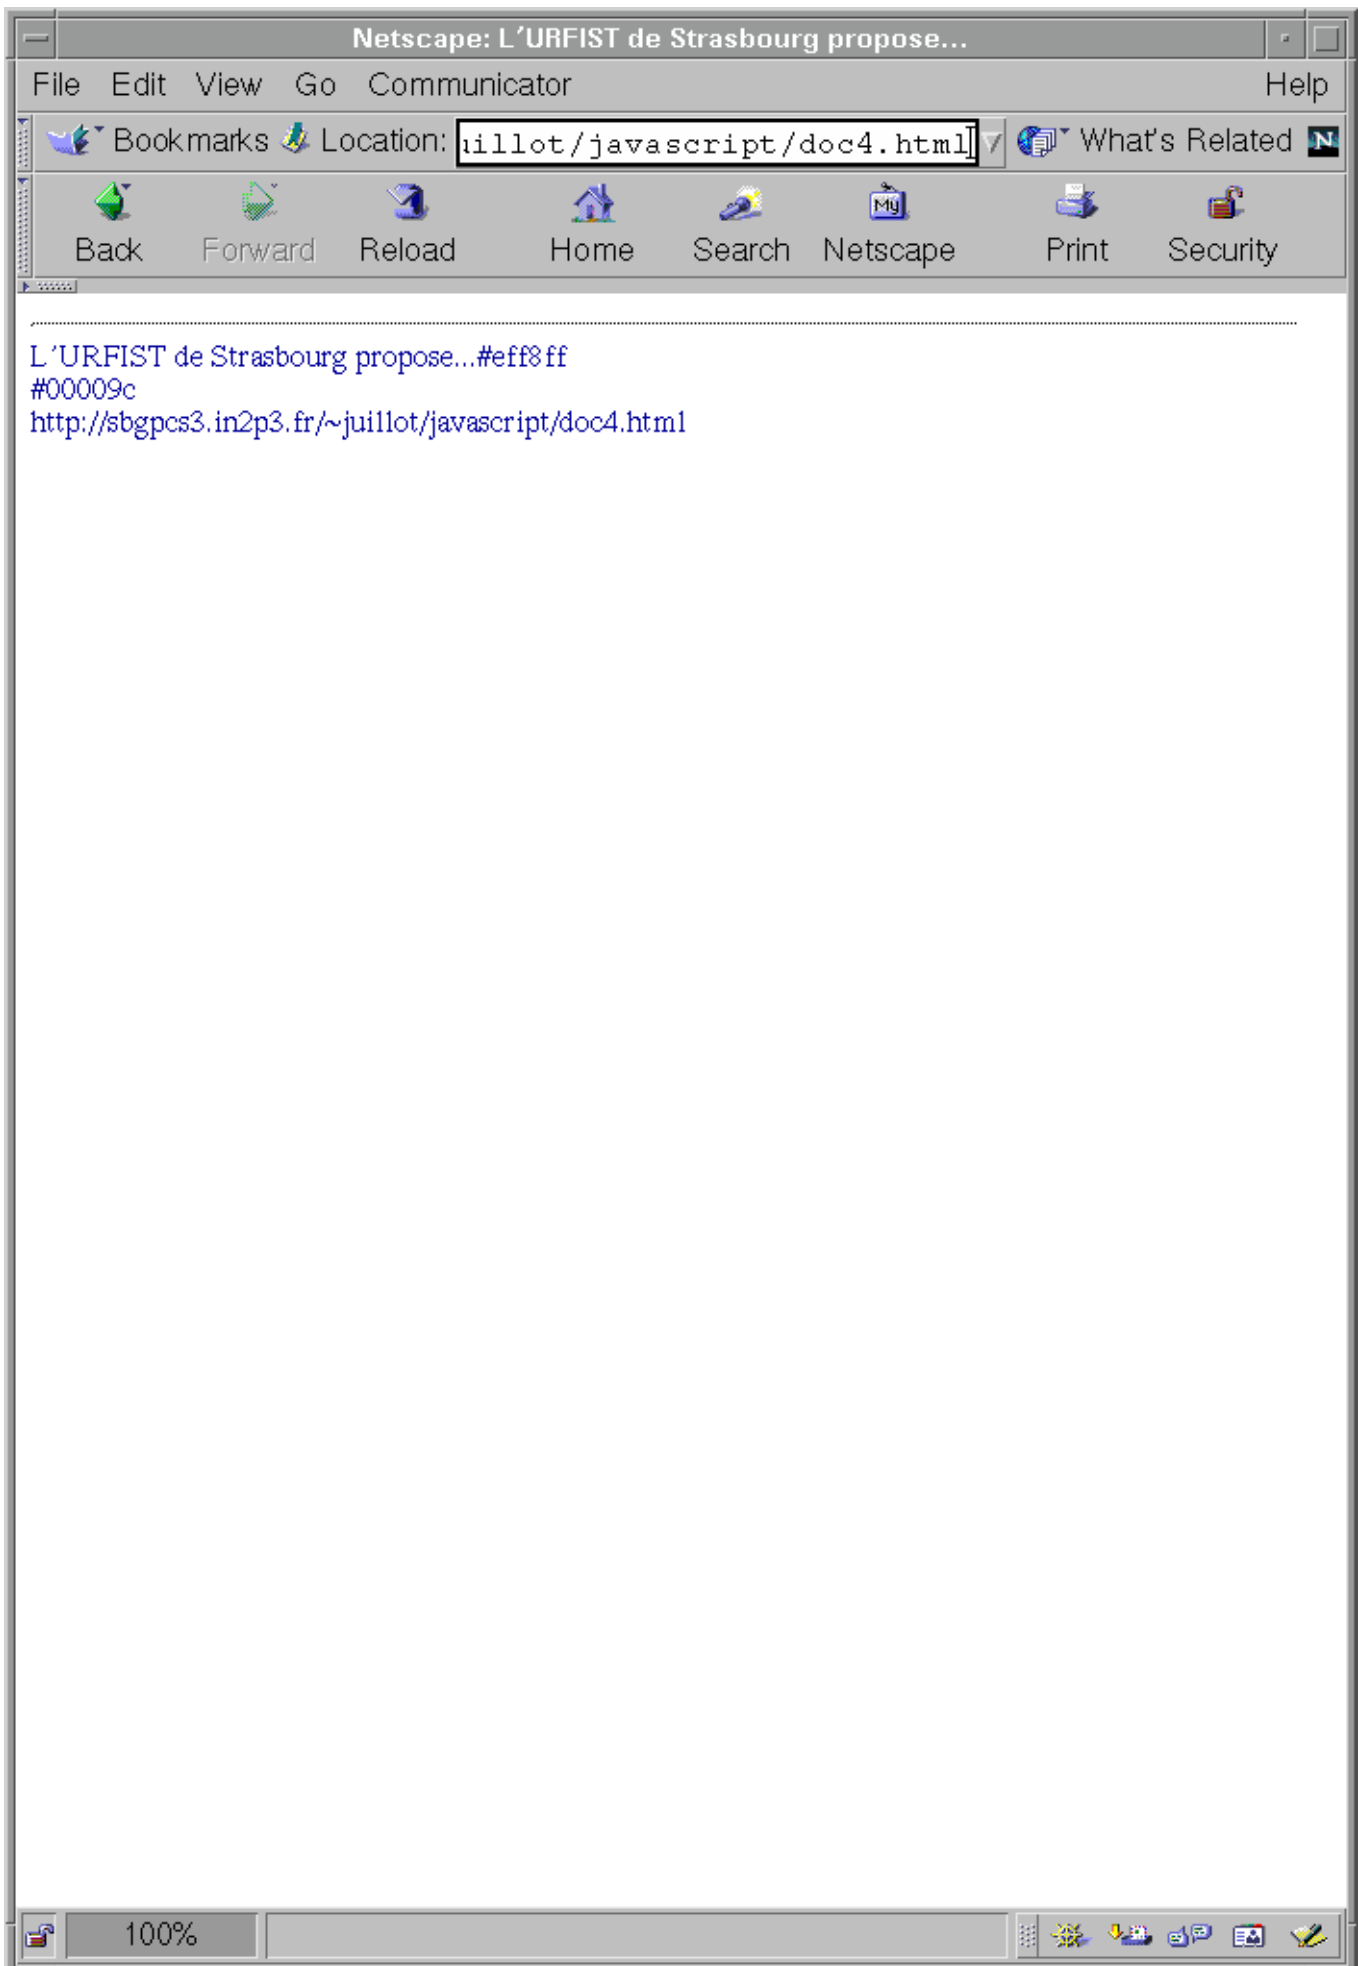 Netscape: L'URFIST de Strasbourg propose...
File Edit View Go Communicator Help
Bookmarks Location: uillot/javascript/doc4.html What's Related N
My
Back Forward Reload Home Search Netscape Print Security
L'URFIST de Strasbourg propose...#eff8ff
#00009c
http://sbgpcs3.in2p3.fr/~juillot/javascript/doc4.html
100%